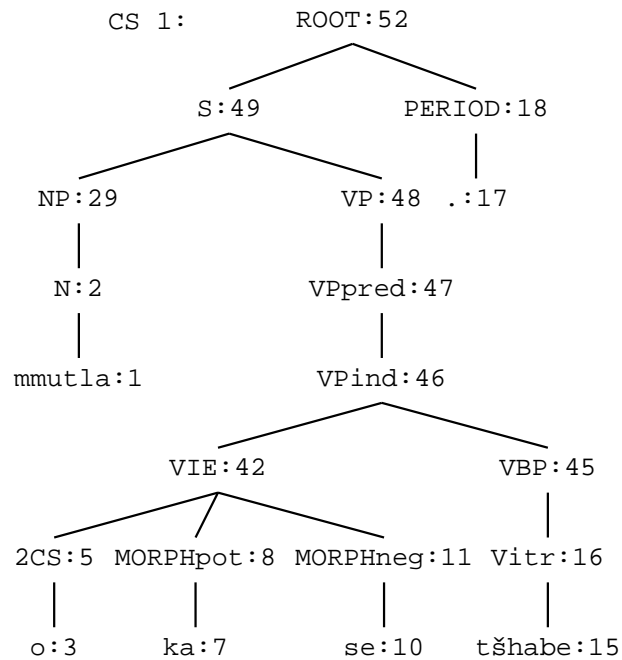 CS 1: ROOT:52
S:49 PERIOD:18
NP:29 VP:48 .:17
N:2 VPpred:47
mmutla:1 VPind:46
VIE:42 VBP:45
2CS:5 MORPHpot:8 MORPHneg:11 Vitr:16
o:3 ka:7 se:10 tšhabe:15